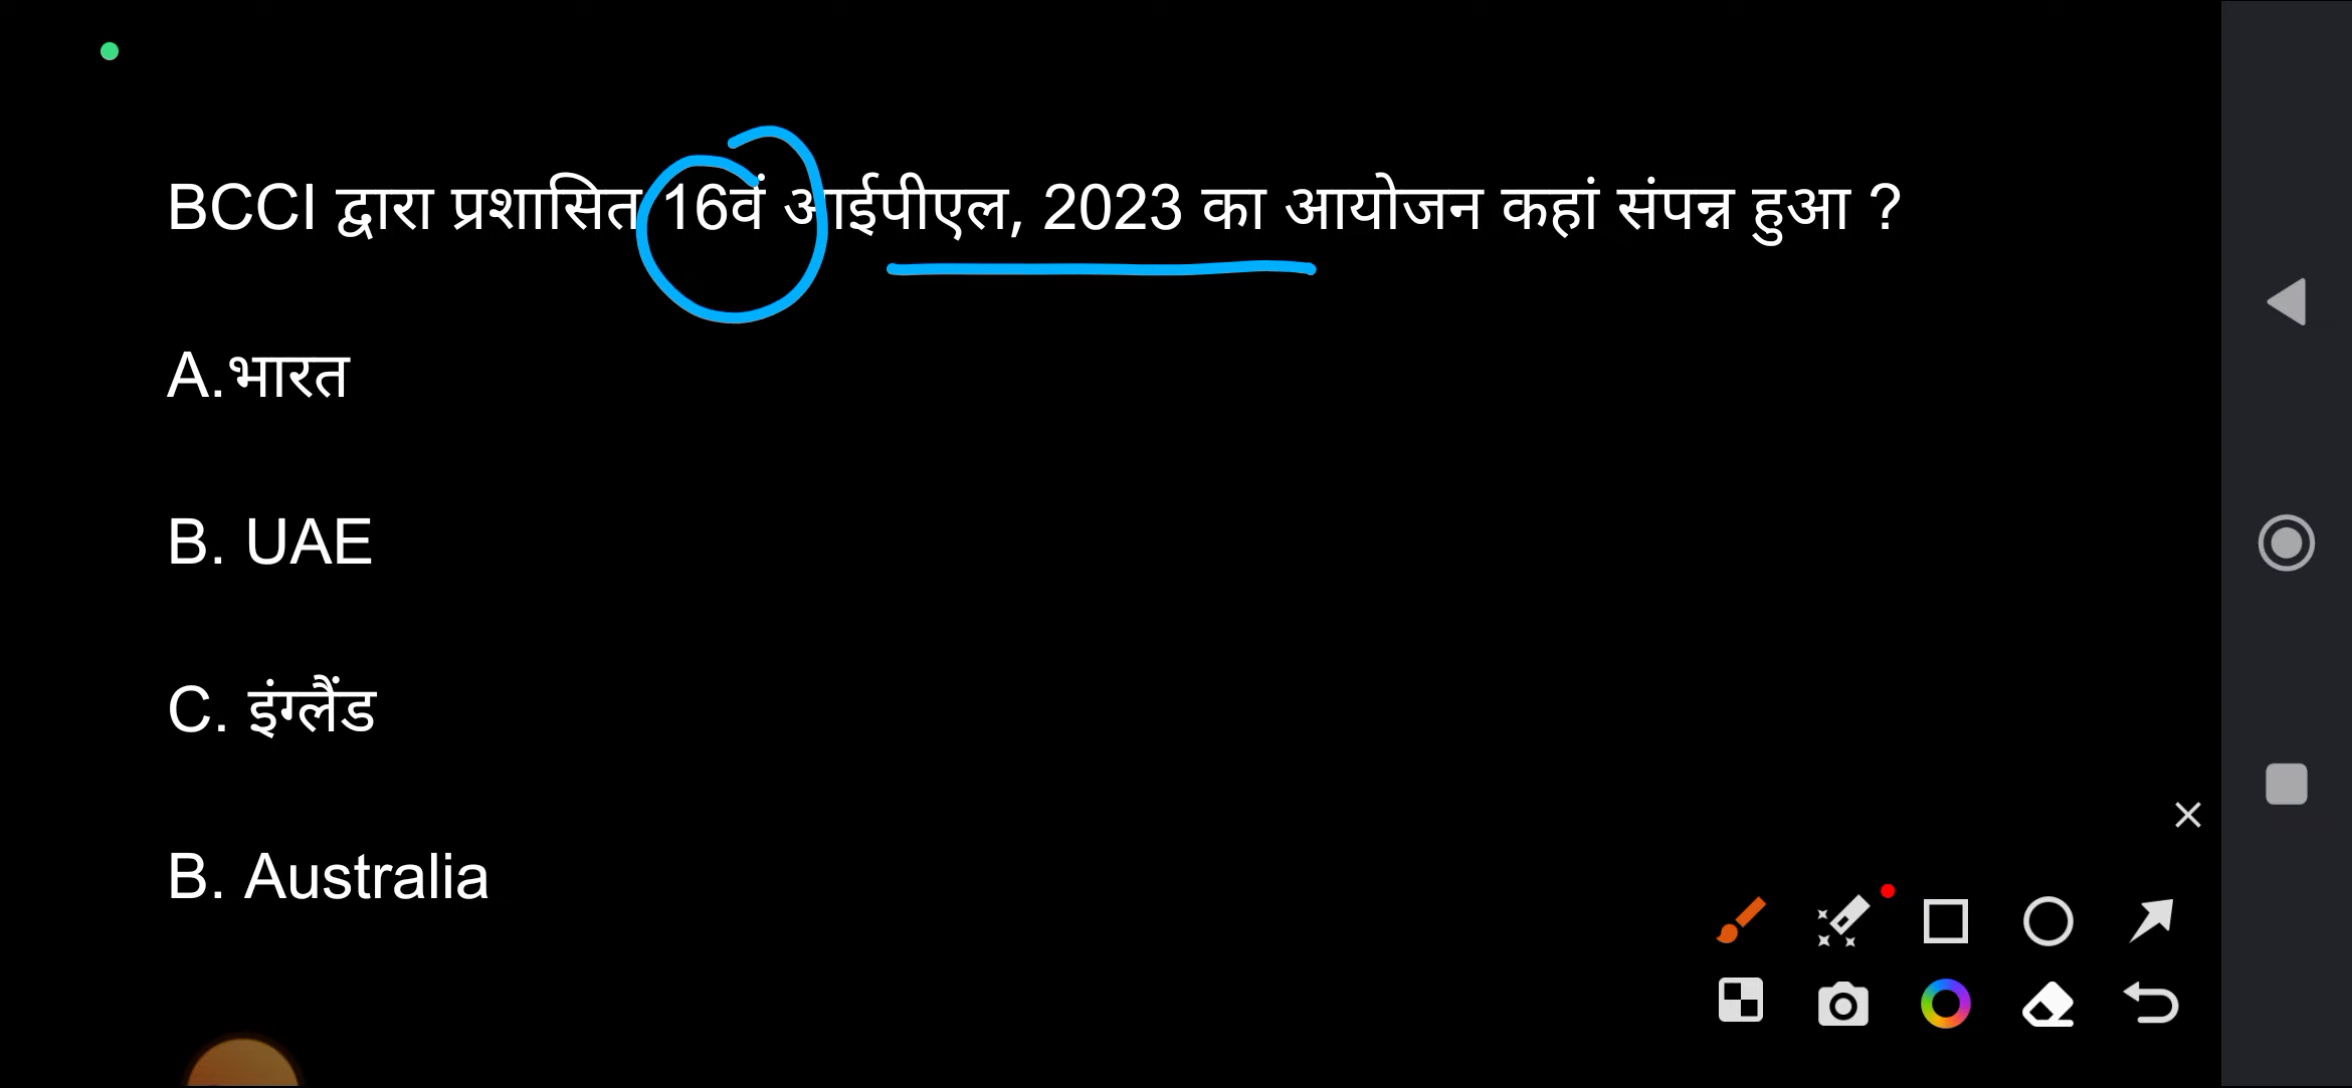 BCCI द्वारा प्रशासित 16वें आईपीएल, 2023 का आयोजन कहां संपन्न हुआ ?
A.भारत
B. UAE
C. इंग्लैंड
B. Australia